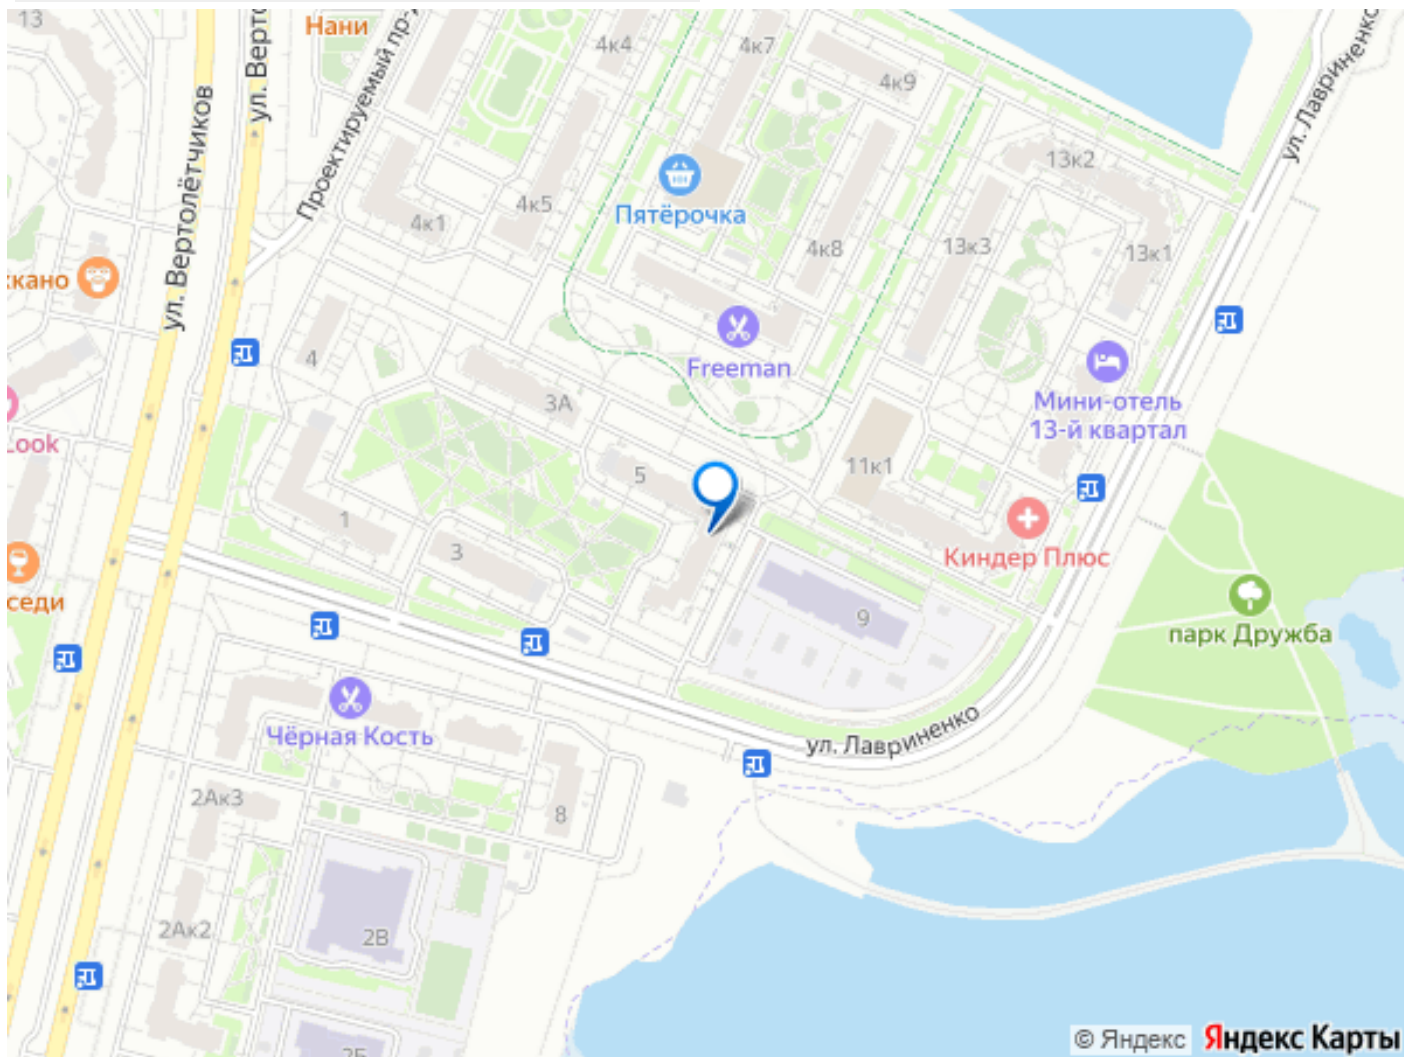 13
Нани
ул. Верто
4к4
4к7
4к9
ул. Лавриненко
ул. Вертолётчиков
Проектируемый пр-
13к2
Пятёрочка
4к5
4к1
4к8
13к3
13к1
ккано
4
Freeman
3А
Мини-отель
13-й квартал
Look
5
11к1
1
3
Киндер Плюс
седи
9
парк Дружба
Чёрная Кость
ул. Лавриненко
2Ак3
8
2Ак2
2В
2Б
© Яндекс Яндекс Карты